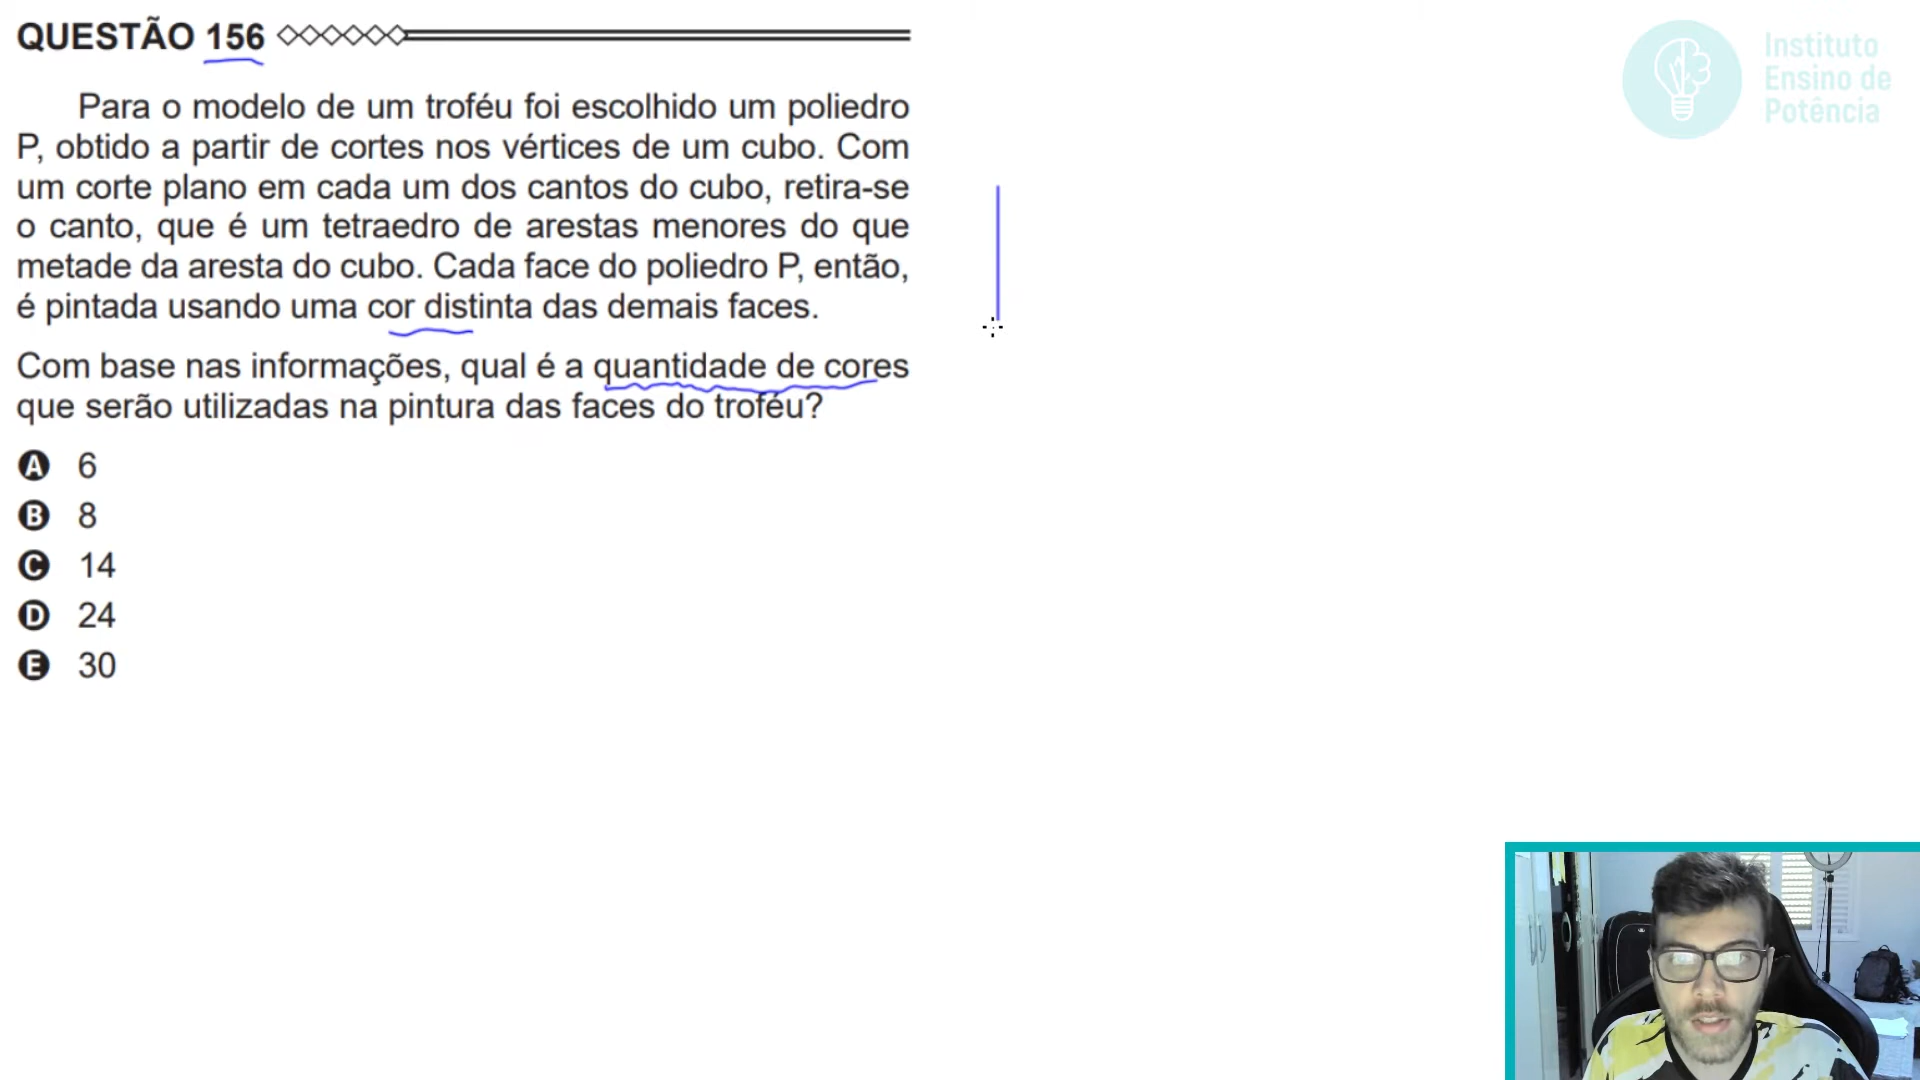 QUESTÃO 156
Instituto
Ensino de
Potência
Para o modelo de um troféu foi escolhido um poliedro
P, obtido a partir de cortes nos vértices de um cubo. Com
um corte plano em cada um dos cantos do cubo, retira-se
o canto, que é um tetraedro de arestas menores do que
metade da aresta do cubo. Cada face do poliedro P, então,
é pintada usando uma cor distinta das demais faces.
Com base nas informações, qual é a quantidade de cores
que serão utilizadas na pintura das faces do troféu?
A 6
B 8
C 14
D 24
E 30